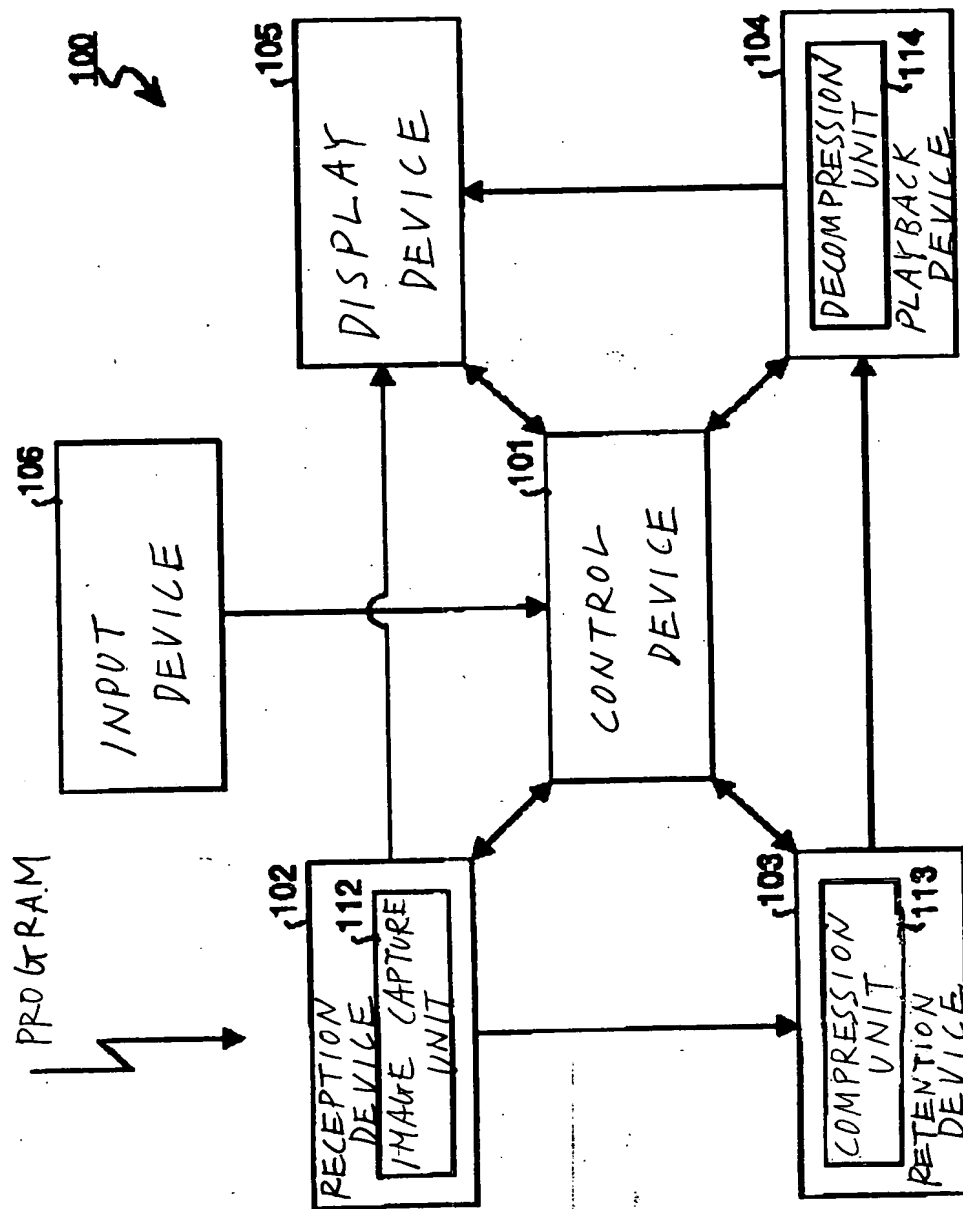 PROGRAM
100
106
INPUT
DEVICE
102
RECEPTION
DEVICE
112
IMAGE CAPTURE
UNIT
105
DISPLAY
DEVICE
101
CONTROL
DEVICE
103
COMPRESSION
UNIT
113
RETENTION
DEVICE
104
DECOMPRESSION
UNIT
114
PLAYBACK
DEVICE